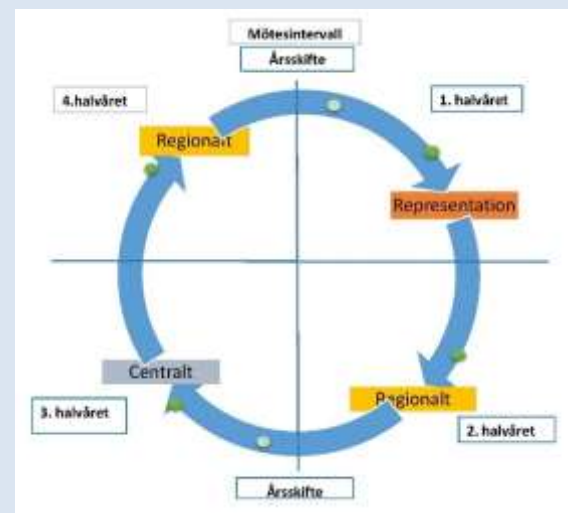 Mötesintervall
Årsskifte
4.halvåret
1. halvåret
Regionalt
Representation
Centralt
Regionalt
3. halvåret
2. halvåret
Årsskifte